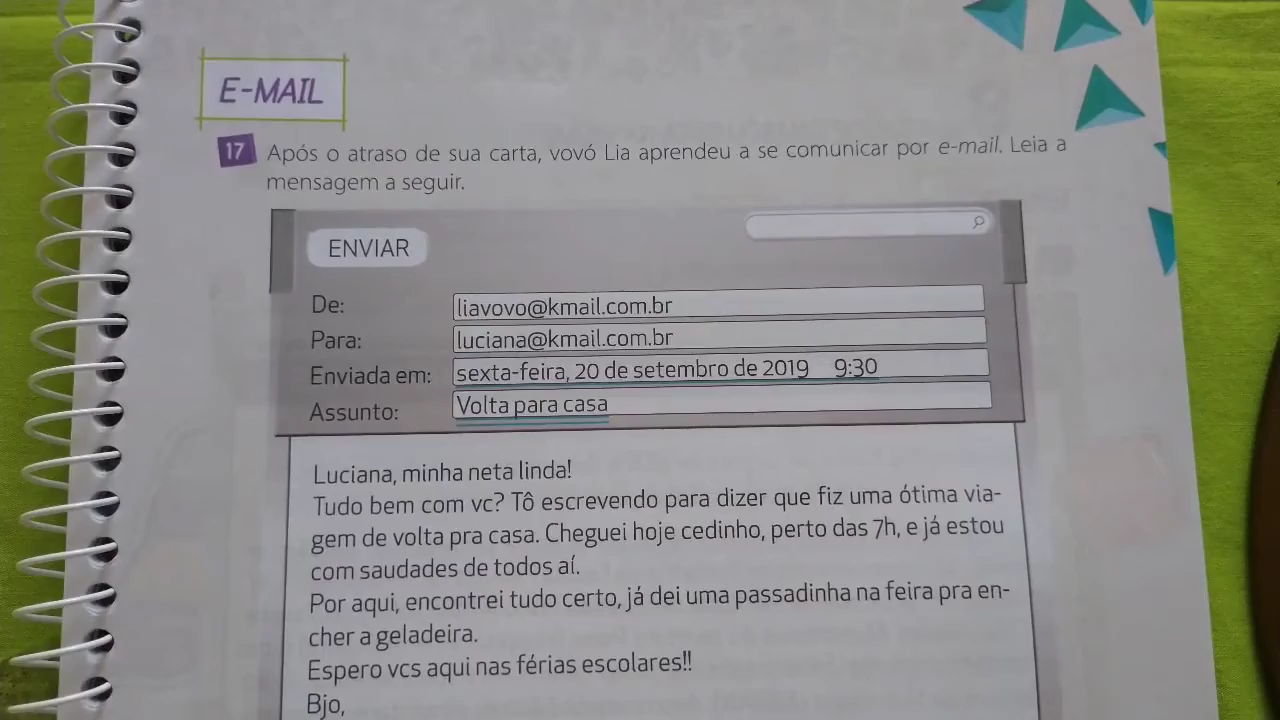 E-MAIL
17 Após o atraso de sua carta, vovó Lia aprendeu a se comunicar por e-mail. Leia a
mensagem a seguir.
ENVIAR
De: liavovo@kmail.com.br
Para: luciana@kmail.com.br
Enviada em: sexta-feira, 20 de setembro de 2019 9:30
Assunto: Volta para casa
Luciana, minha neta linda!
Tudo bem com vc? Tô escrevendo para dizer que fiz uma ótima via-
gem de volta pra casa. Cheguei hoje cedinho, perto das 7h, e já estou
com saudades de todos aí.
Por aqui, encontrei tudo certo, já dei uma passadinha na feira pra en-
cher a geladeira.
Espero vcs aqui nas férias escolares!!
Bjo,